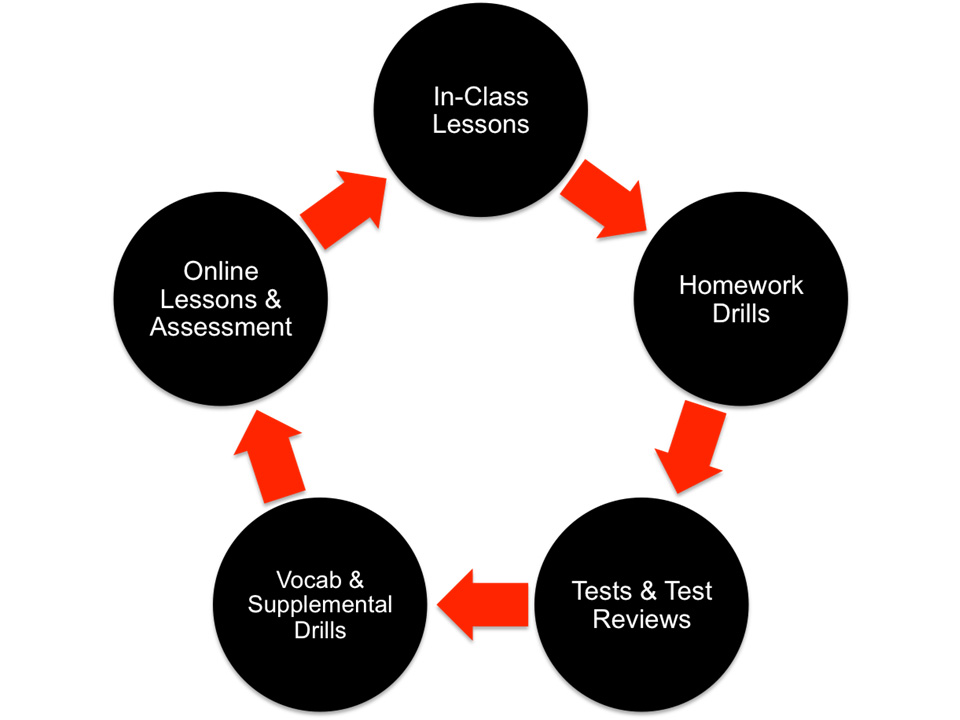 In-Class
Lessons
Homework
Drills
Tests & Test
Reviews
Vocab &
Supplemental
Drills
Online
Lessons &
Assessment